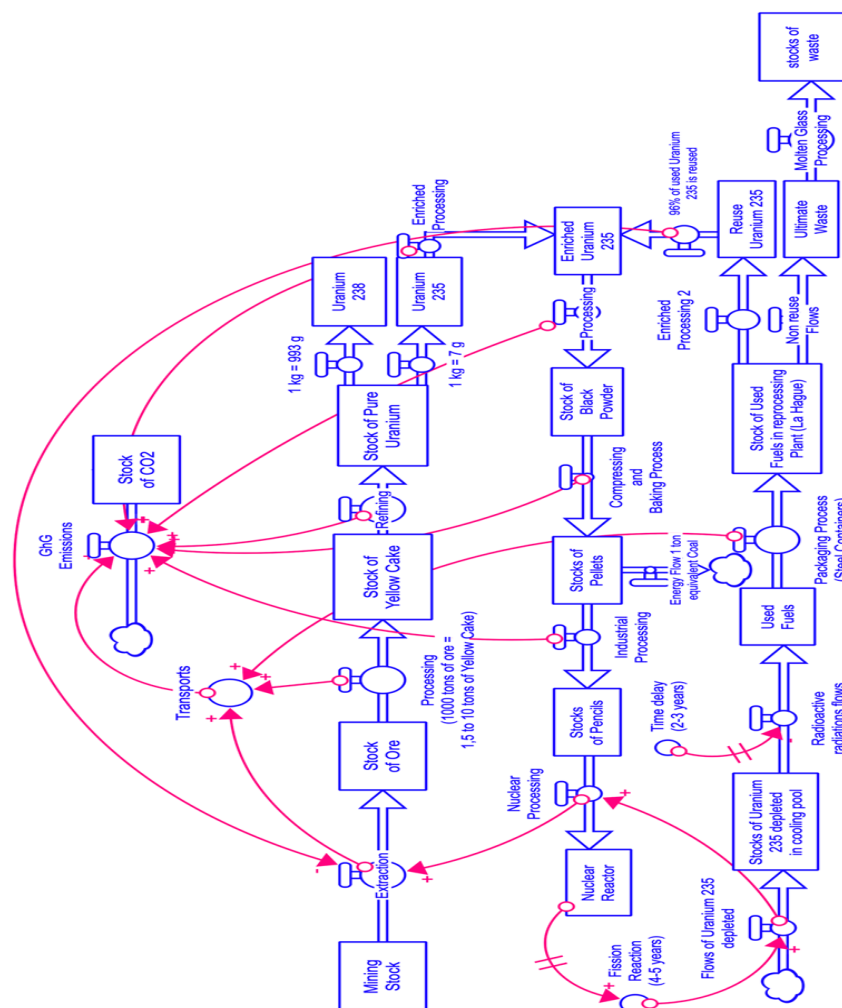 Mining
Stock
Extraction
-
+
Stock
of Ore
Processing
(1000 tons of ore =
1,5 to 10 tons of Yellow Cake)
Transports
+
+
+
+
Stock of
Yellow Cake
Refining
Stock of Pure
Uranium
1 kg = 993 g
1 kg = 7 g
Uranium
238
Uranium
235
Enriched
Processing
GhG
Emissions
+
+
+
+
+
Stock
of CO2
Enriched
Uranium
235
Processing
Stock of
Black
Powder
Compressing
and
Baking Process
Stocks of
Pellets
Energy Flow 1 ton
equivalent Coal
Industrial
Processing
Stocks
of Pencils
Nuclear
Processing
+
Nuclear
Reactor
+
Fission
Reaction
(4-5 years)
Flows of Uranium 235
depleted
+
Stocks of Uranium
235 depleted
in cooling pool
Time delay
(2-3 years)
-
Radioactive
radiations flows
Used
Fuels
Packaging Process
(Steel Containers)
Stock of Used
Fuels in reprocessing
Plant (La Hague)
Enriched
Processing 2
Non reuse
Flows
Reuse
Uranium 235
96% of used Uranium
235 is reused
Ultimate
Waste
Molten Glass
Processing
stocks of
waste